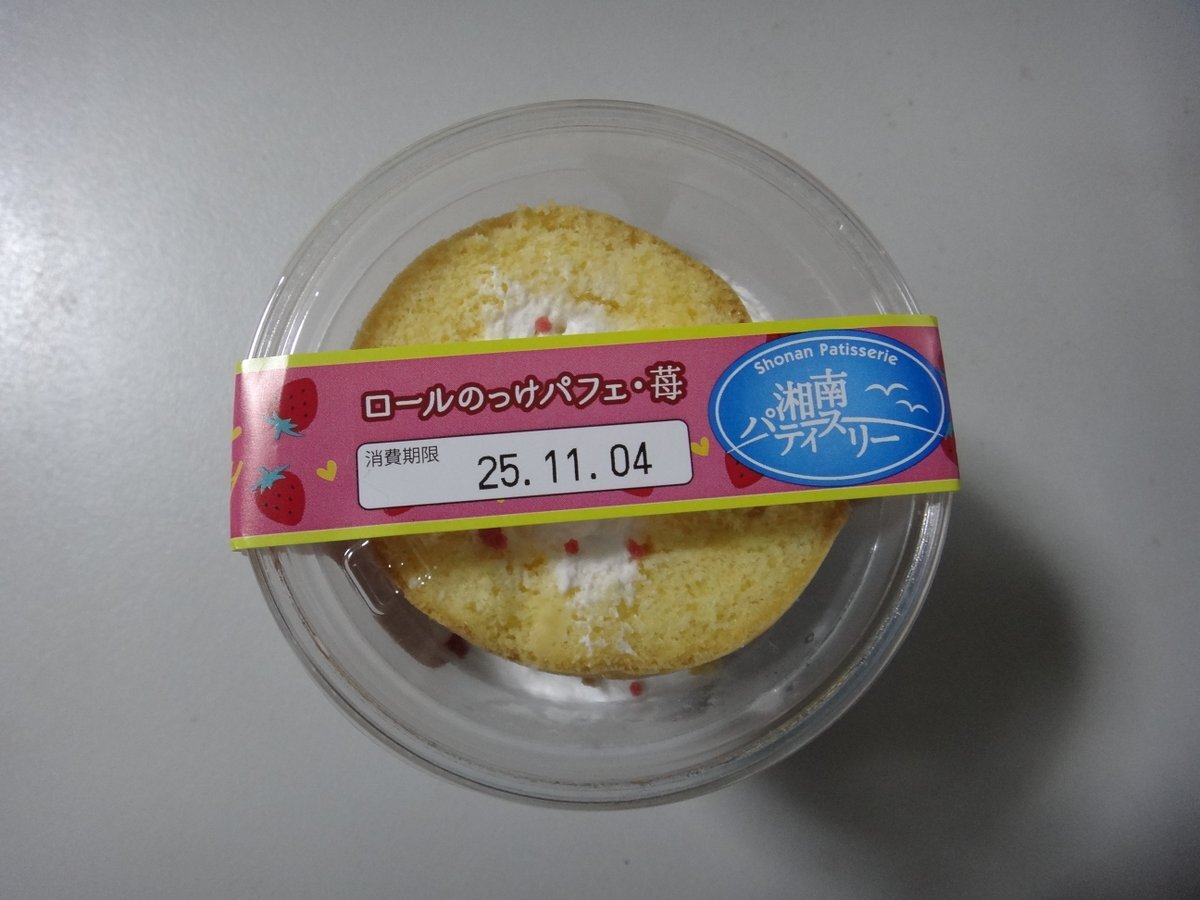 ロールのっけパフェ・苺
消費期限
25.11.04
Shonan Patisserie
湘南
パティスリー